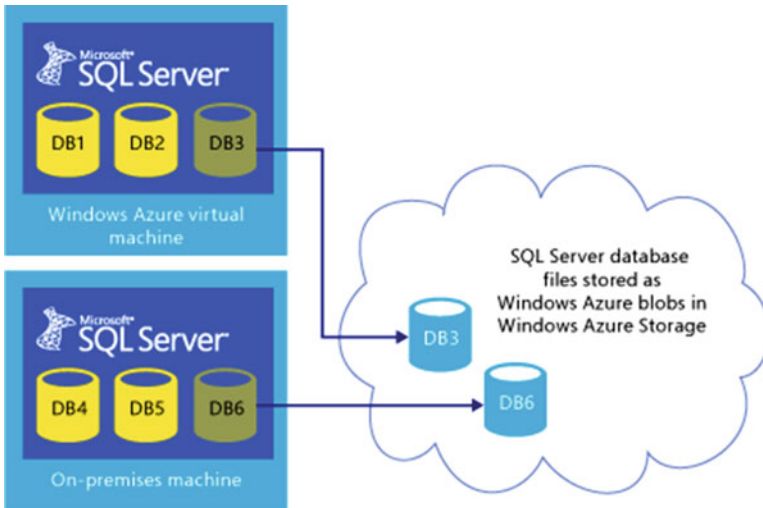 Microsoft®
SQL Server®
DB1 DB2 DB3
Windows Azure virtual
machine
Microsoft®
SQL Server®
DB4 DB5 DB6
On-premises machine
SQL Server database
files stored as
Windows Azure blobs in
Windows Azure Storage
DB3
DB6